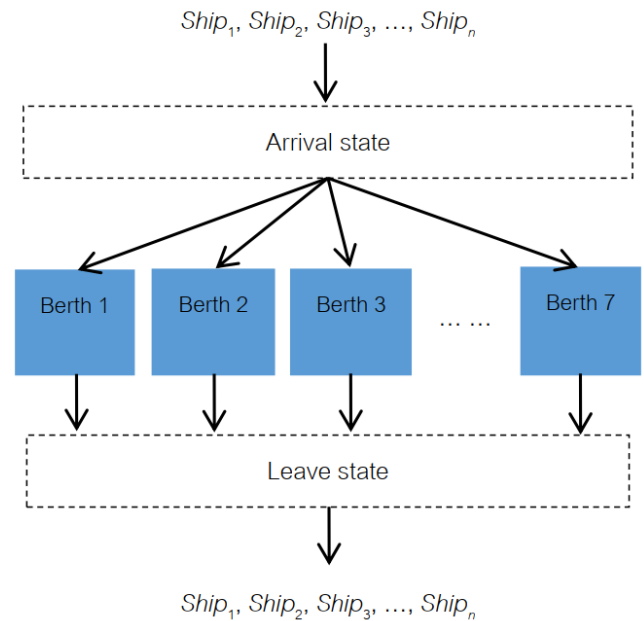 Ship₁, Ship₂, Ship₃, ..., Shipₙ
Arrival state
Berth 1 Berth 2 Berth 3 ... ... Berth 7
Leave state
Ship₁, Ship₂, Ship₃, ..., Shipₙ